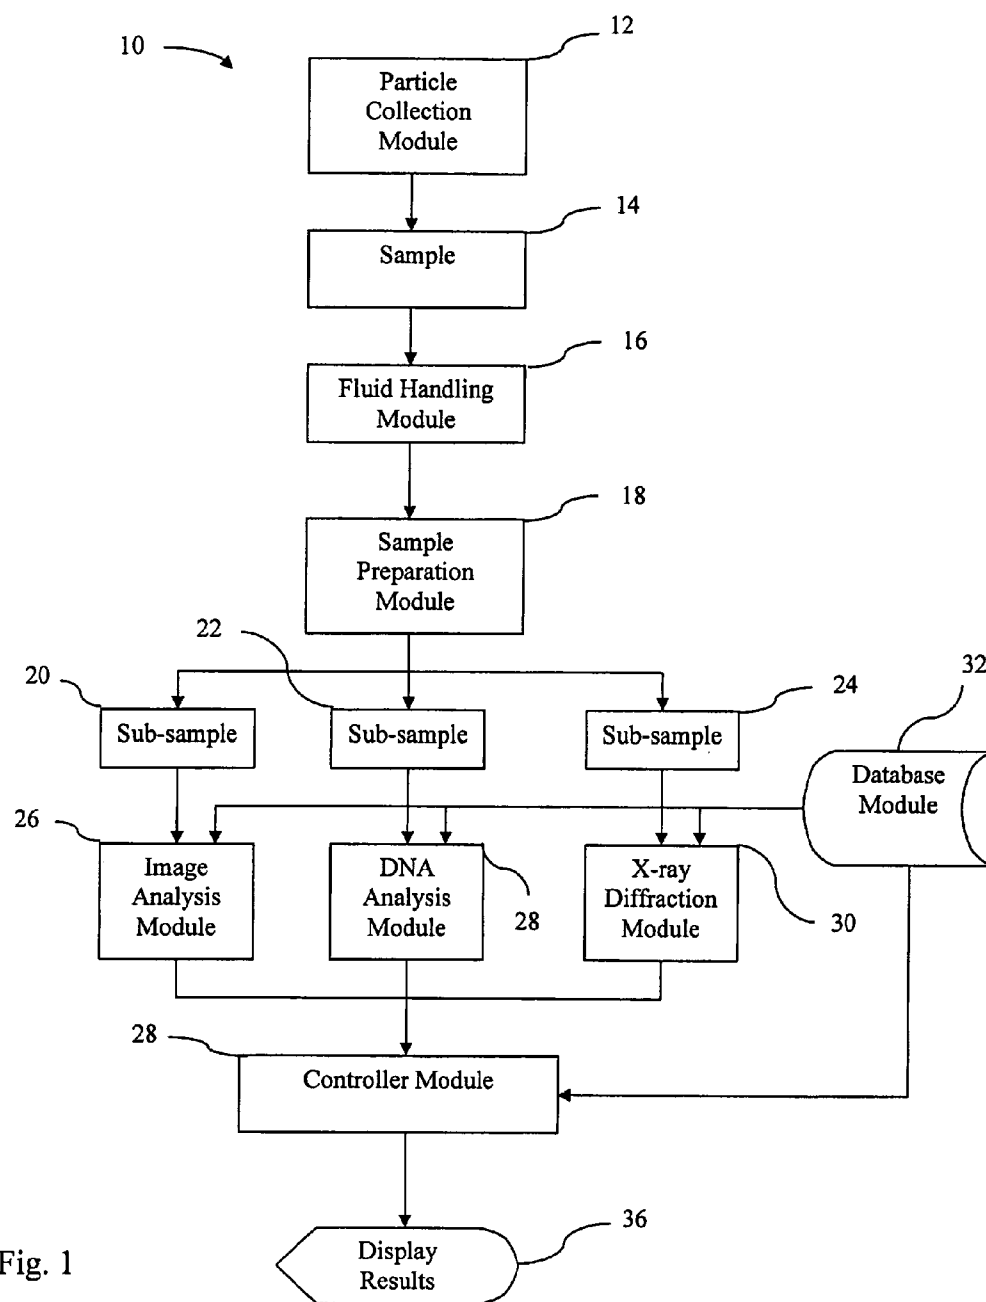 10
12
Particle
Collection
Module
14
Sample
16
Fluid Handling
Module
18
Sample
Preparation
Module
22
20
24
32
Sub-sample
Sub-sample
Sub-sample
Database
Module
26
Image
Analysis
Module
DNA
Analysis
Module
28
X-ray
Diffraction
Module
30
28
Controller Module
36
Display
Results
Fig. 1